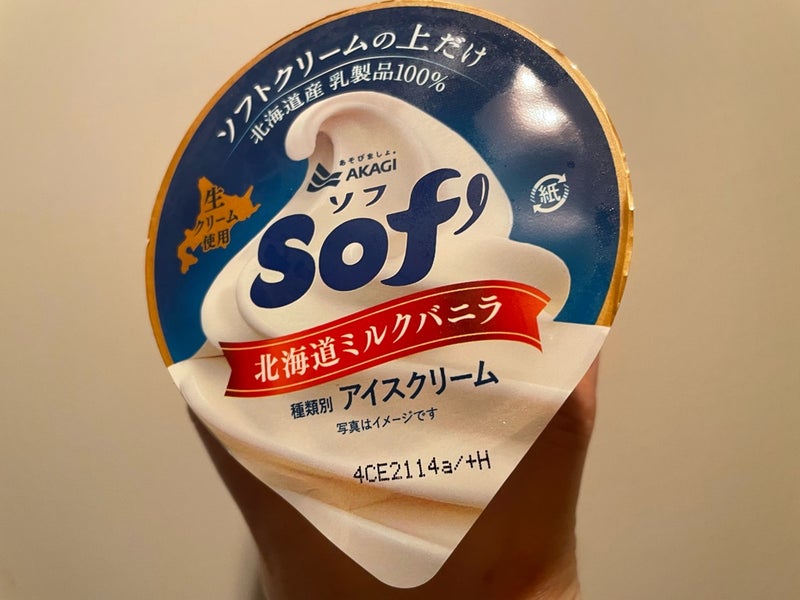 ソフトクリームの上だけ
北海道産 乳製品100%
あそびましょ。
AKAGI
生
クリーム
使用
ソフ
Sof'
紙
北海道ミルクバニラ
種類別 アイスクリーム
写真はイメージです
4CE2114a/+H